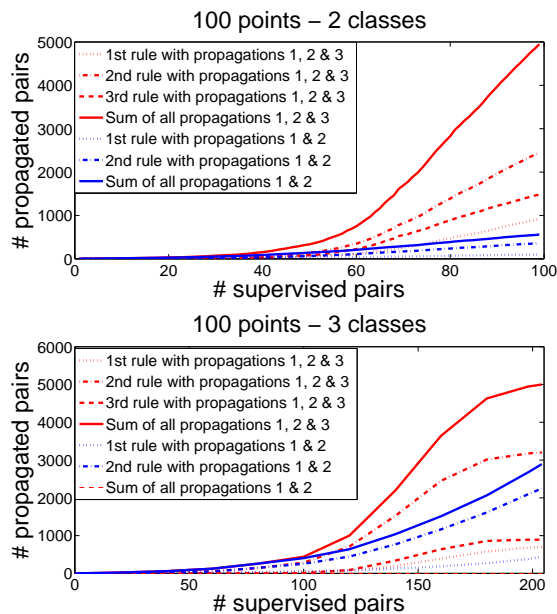 100 points − 2 classes
# propagated pairs
5000
4000
3000
2000
1000
0
1st rule with propagations 1, 2 & 3
2nd rule with propagations 1, 2 & 3
3rd rule with propagations 1, 2 & 3
Sum of all propagations 1, 2 & 3
1st rule with propagations 1 & 2
2nd rule with propagations 1 & 2
Sum of all propagations 1 & 2
0 20 40 60 80 100
# supervised pairs
100 points − 3 classes
# propagated pairs
6000
5000
4000
3000
2000
1000
0
1st rule with propagations 1, 2 & 3
2nd rule with propagations 1, 2 & 3
3rd rule with propagations 1, 2 & 3
Sum of all propagations 1, 2 & 3
1st rule with propagations 1 & 2
2nd rule with propagations 1 & 2
Sum of all propagations 1 & 2
0 50 100 150 200
# supervised pairs